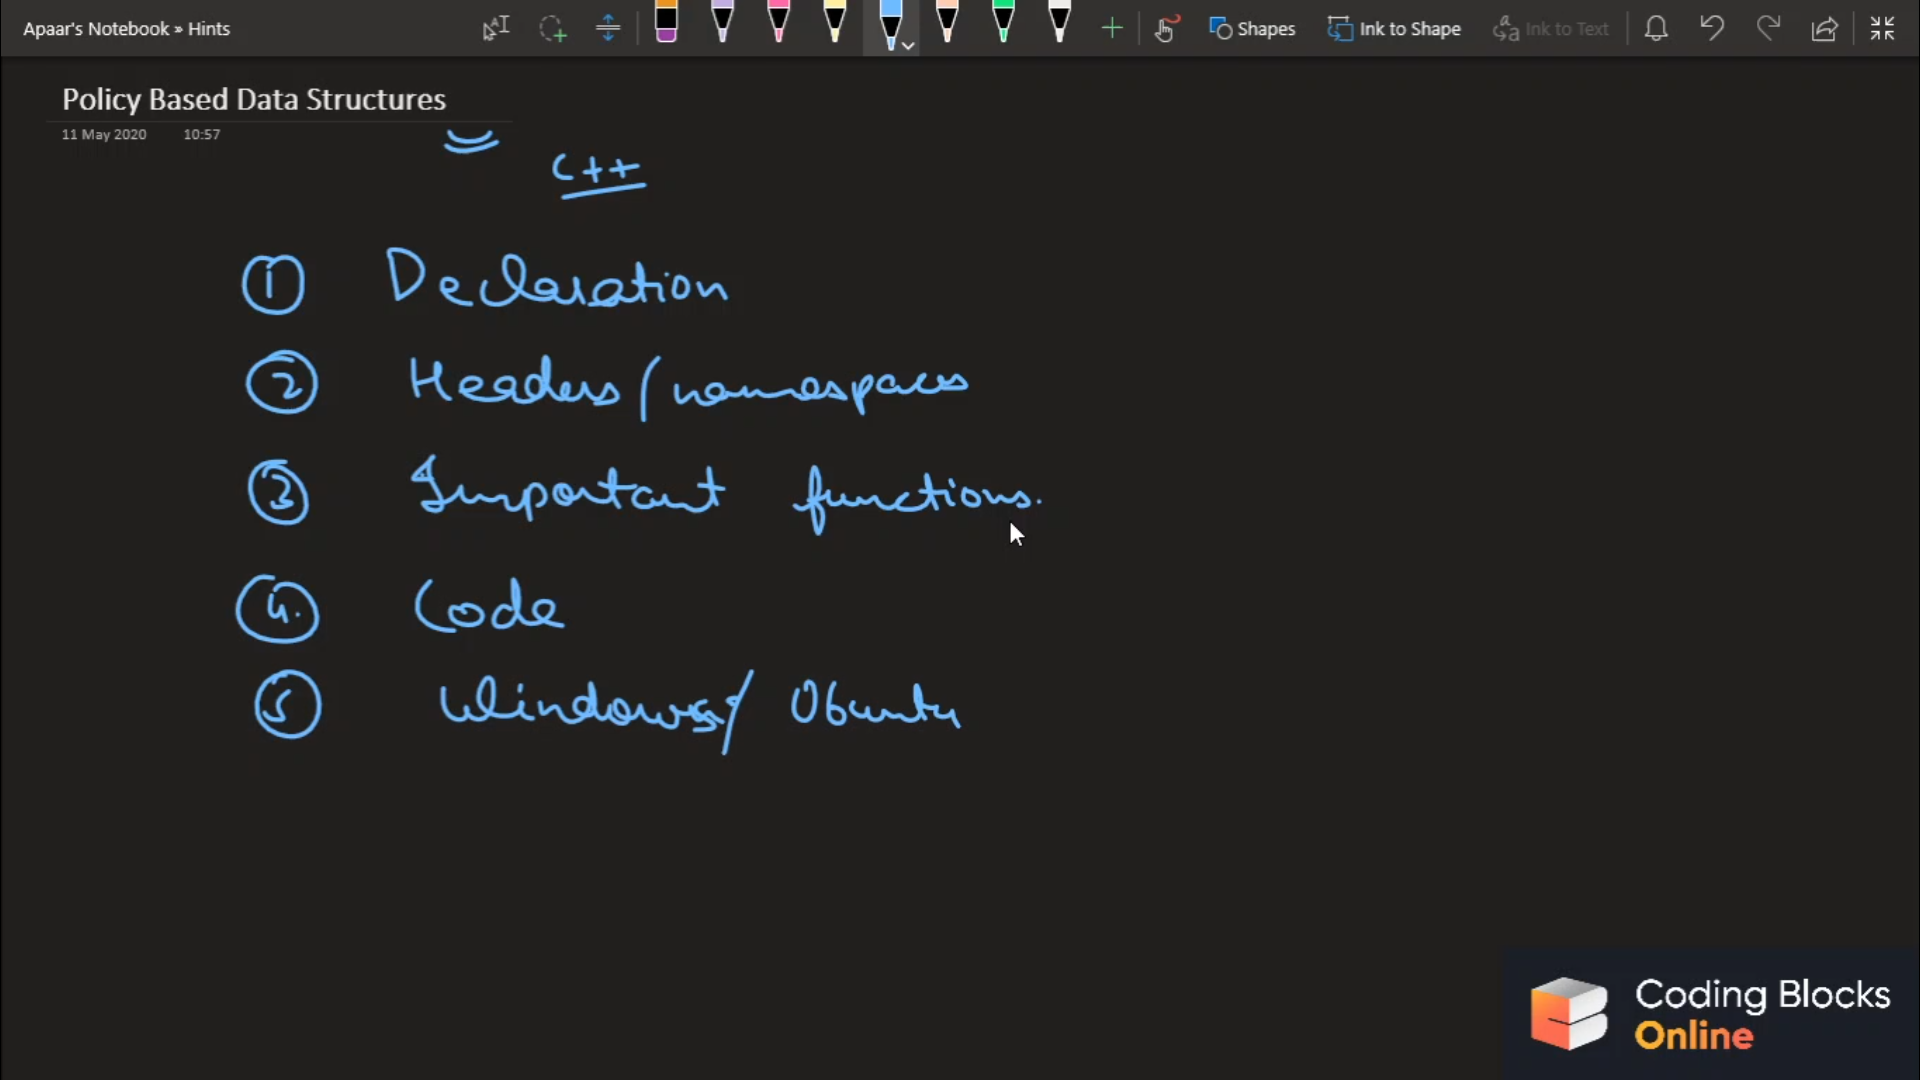 Apaar's Notebook » Hints
Shapes
Ink to Shape
Ink to Text
Policy Based Data Structures
11 May 2020 10:57
C++
1 Declaration
2 Headers/namespaces
3 Important functions.
4. Code
5 Windows/ Ubuntu
Coding Blocks
Online